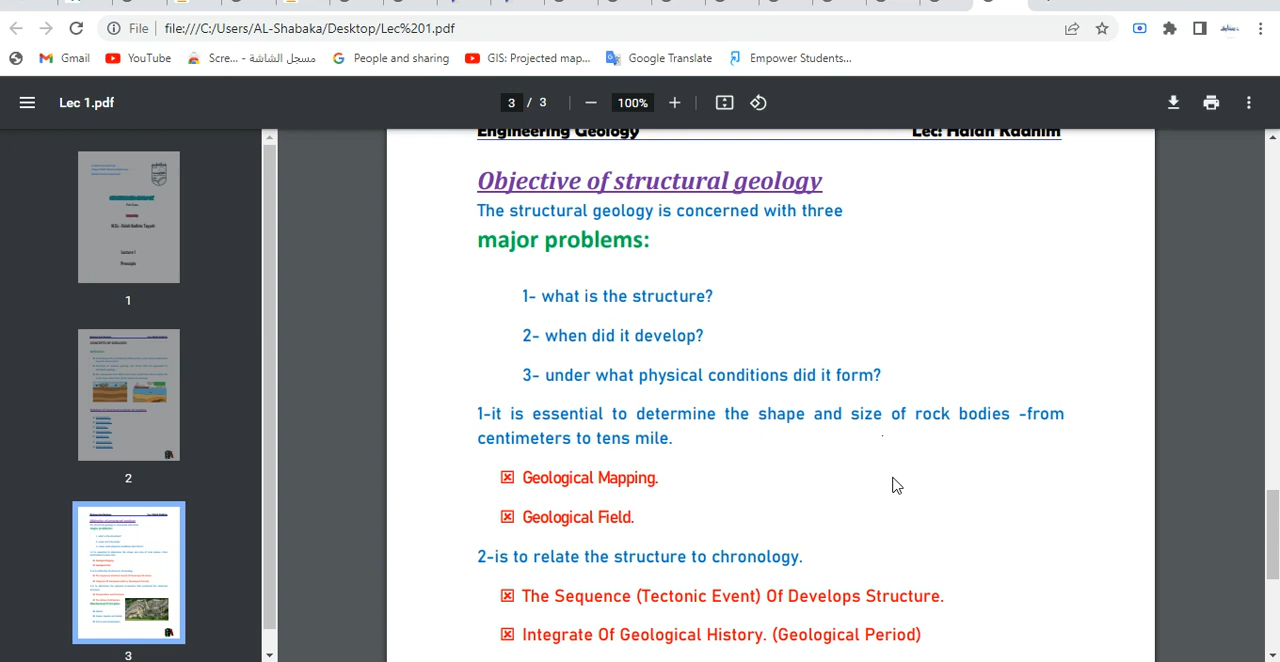 File | file:///C:/Users/AL-Shabaka/Desktop/Lec%201.pdf
Gmail YouTube Scre... - مسجل الشاشة People and sharing GIS: Projected map... Google Translate Empower Students...
Lec 1.pdf 3 / 3 100%
Engineering Geology
Objective of structural geology
The structural geology is concerned with three
major problems:
1- what is the structure?
2- when did it develop?
3- under what physical conditions did it form?
1-it is essential to determine the shape and size of rock bodies -from
centimeters to tens mile.
Geological Mapping.
Geological Field.
2-is to relate the structure to chronology.
The Sequence (Tectonic Event) Of Develops Structure.
Integrate Of Geological History. (Geological Period)
1
2
3